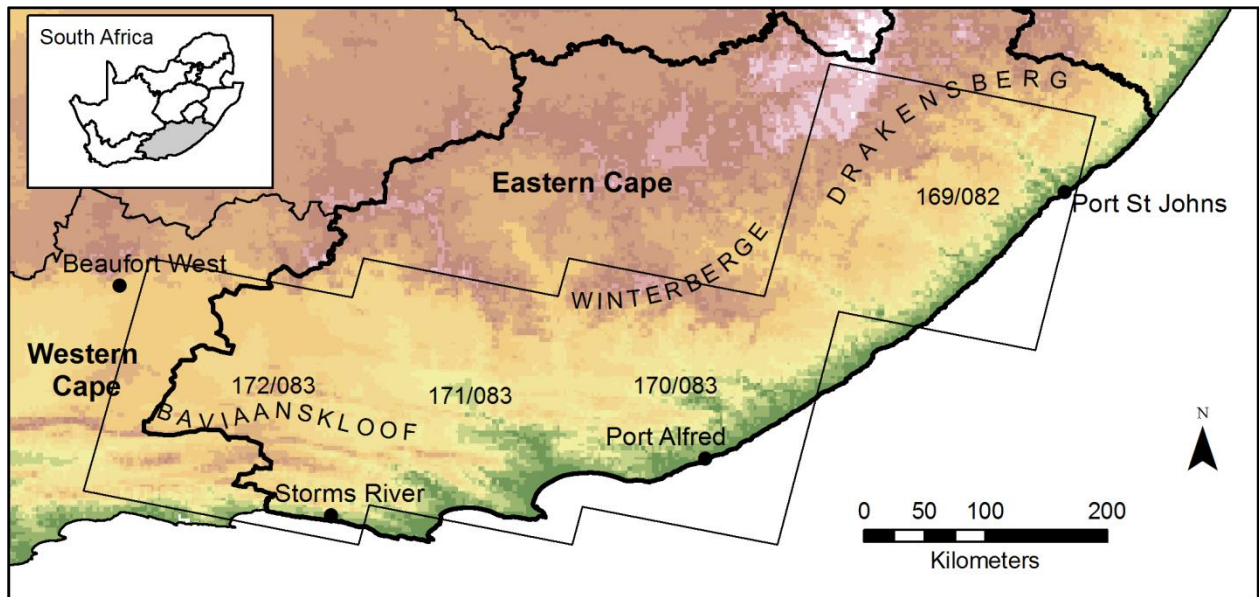 South Africa
DRAKENSBERG
Eastern Cape
169/082
Port St Johns
Beaufort West
WINTERBERGE
Western
Cape
172/083
171/083
170/083
BAVIAANSKLOOF
Port Alfred
Storms River
N
0 50 100 200
Kilometers